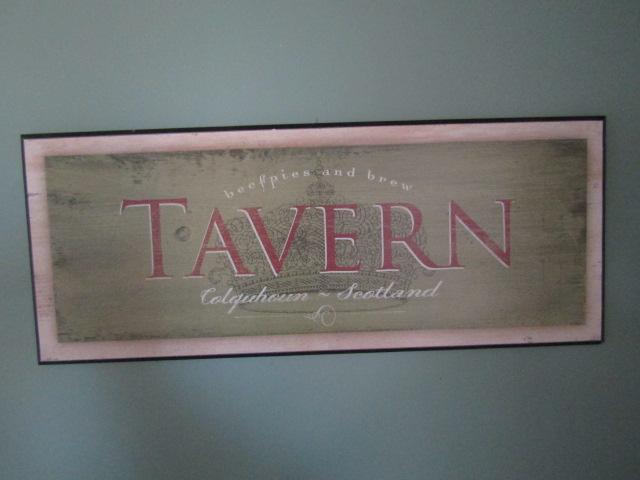 beefpies and brew
TAVERN
Colquhoun ~ Scotland